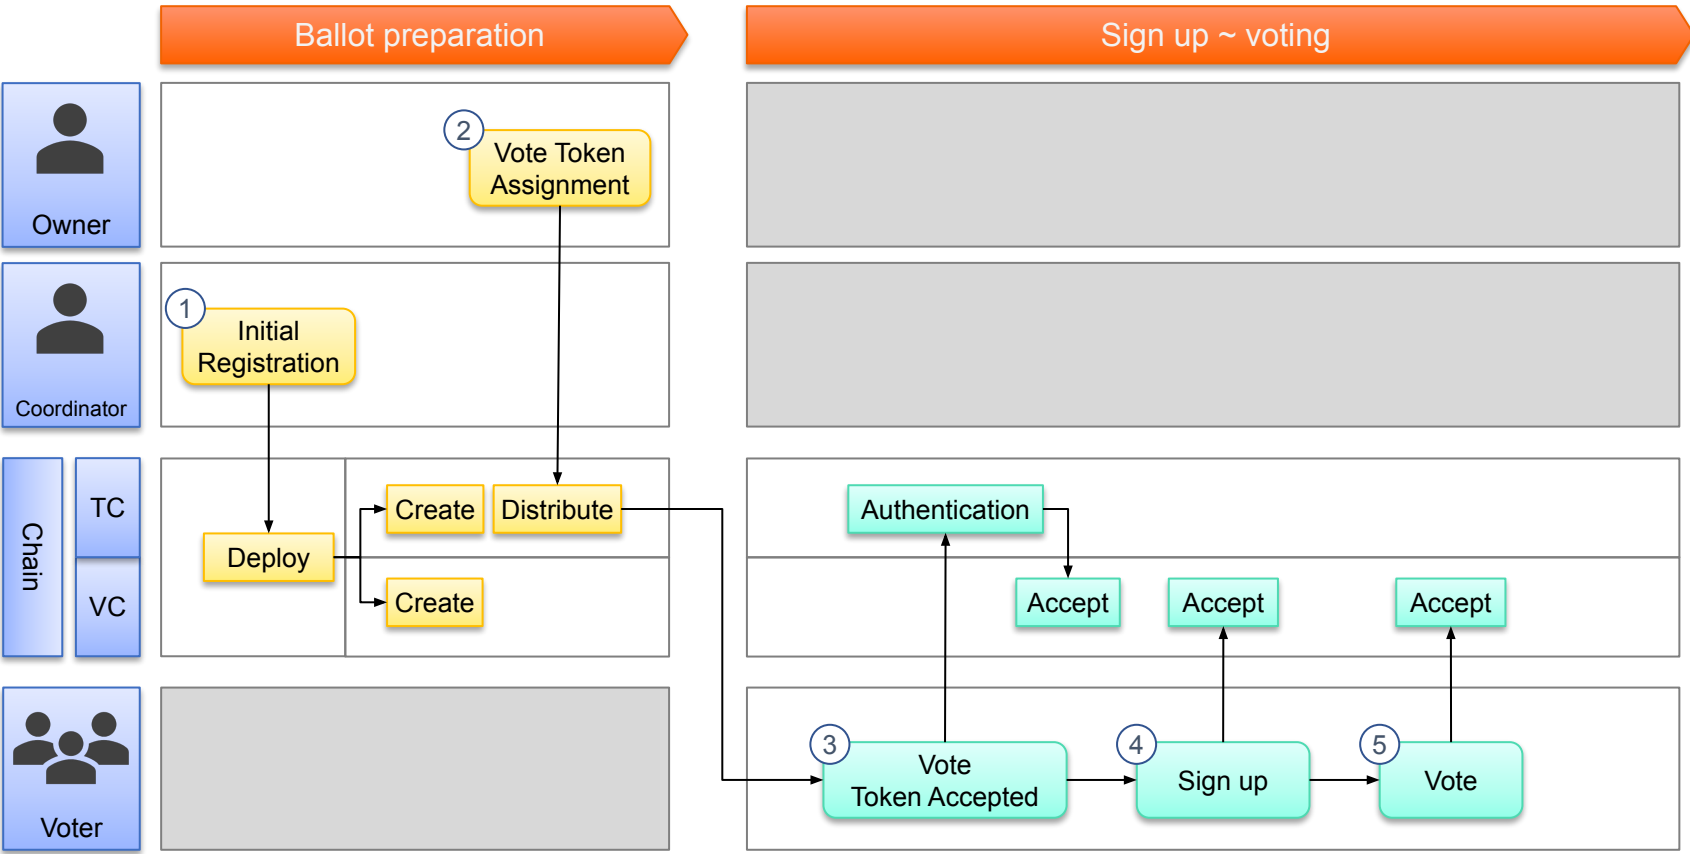 Ballot preparation
Sign up ~ voting
Owner
2
Vote Token
Assignment
Coordinator
1
Initial
Registration
Chain
TC
VC
Deploy
Create
Distribute
Create
Authentication
Accept
Accept
Accept
Voter
3
Vote
Token Accepted
4
Sign up
5
Vote